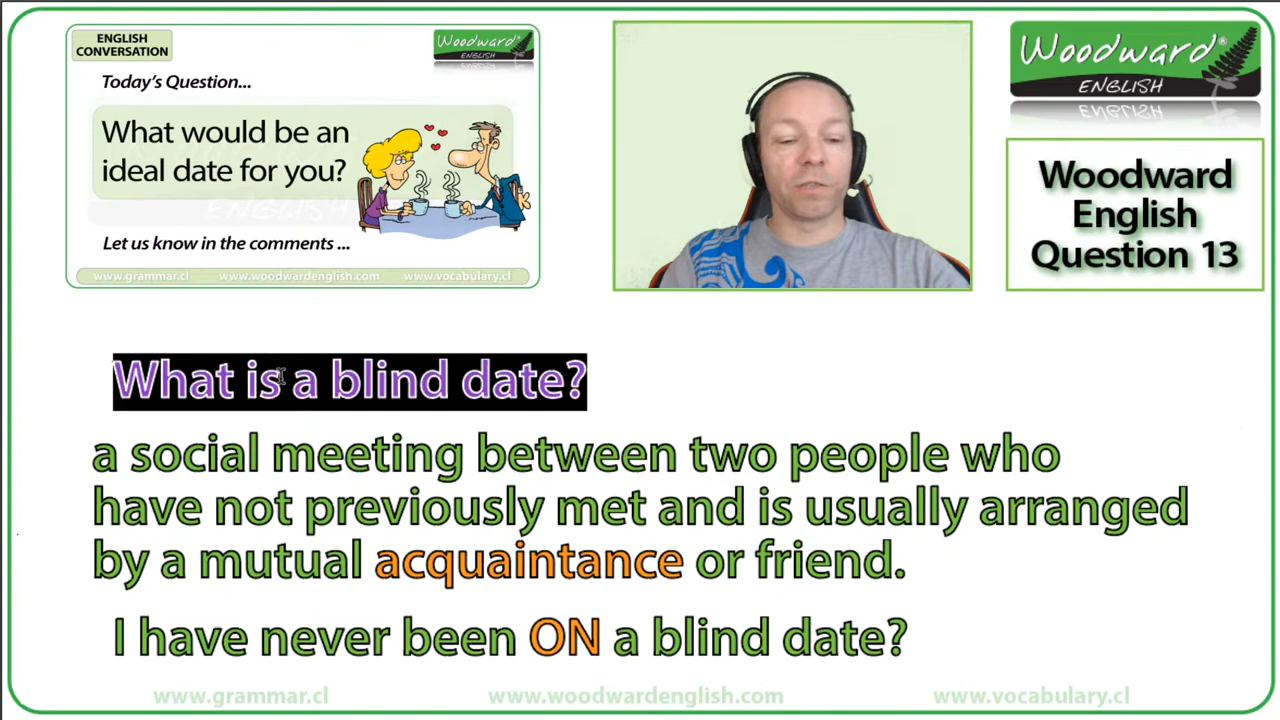 ENGLISH
CONVERSATION
Woodward
ENGLISH
Today's Question...
What would be an
ideal date for you?
Let us know in the comments ...
www.grammar.cl www.woodwardenglish.com www.vocabulary.cl
Woodward®
ENGLISH
Woodward
English
Question 13
What is a blind date?
a social meeting between two people who
have not previously met and is usually arranged
by a mutual acquaintance or friend.
I have never been ON a blind date?
www.grammar.cl www.woodwardenglish.com www.vocabulary.cl